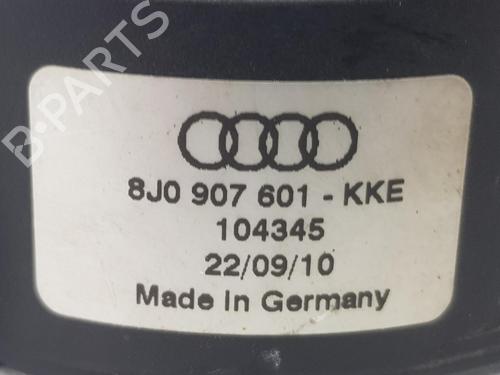 B-PARTS
8J0 907 601 - KKE
104345
22/09/10
Made In Germany